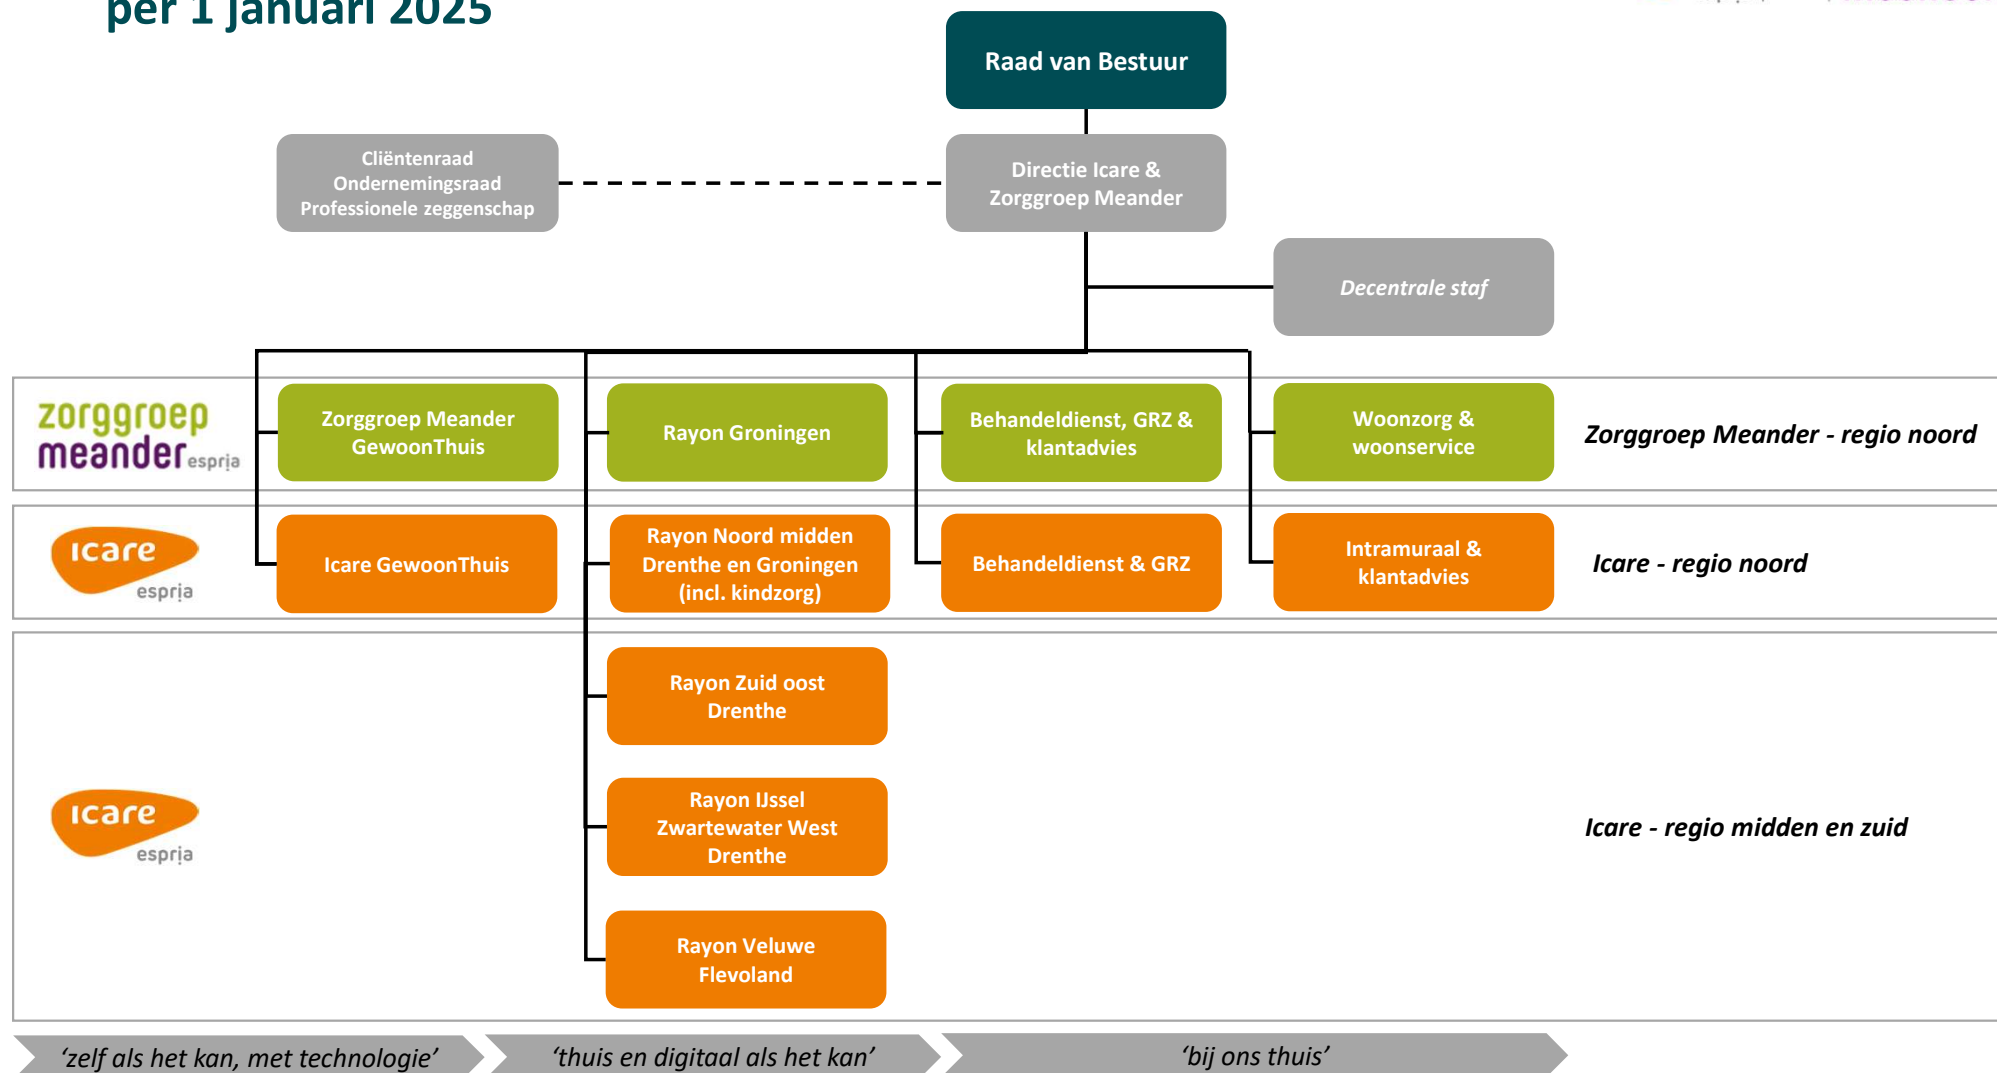 per 1 januari 2025
Raad van Bestuur
Cliëntenraad
Ondernemingsraad
Professionele zeggenschap
Directie Icare &
Zorggroep Meander
Decentrale staf
zorggroep
meander espria
Zorggroep Meander
GewoonThuis
Rayon Groningen
Behandeldienst, GRZ &
klantadvies
Woonzorg &
woonservice
Zorggroep Meander - regio noord
ıcare
espria
Icare GewoonThuis
Rayon Noord midden
Drenthe en Groningen
(incl. kindzorg)
Behandeldienst & GRZ
Intramuraal &
klantadvies
Icare - regio noord
Rayon Zuid oost
Drenthe
ıcare
espria
Rayon IJssel
Zwartewater West
Drenthe
Icare - regio midden en zuid
Rayon Veluwe
Flevoland
‘zelf als het kan, met technologie’
‘thuis en digitaal als het kan’
‘bij ons thuis’